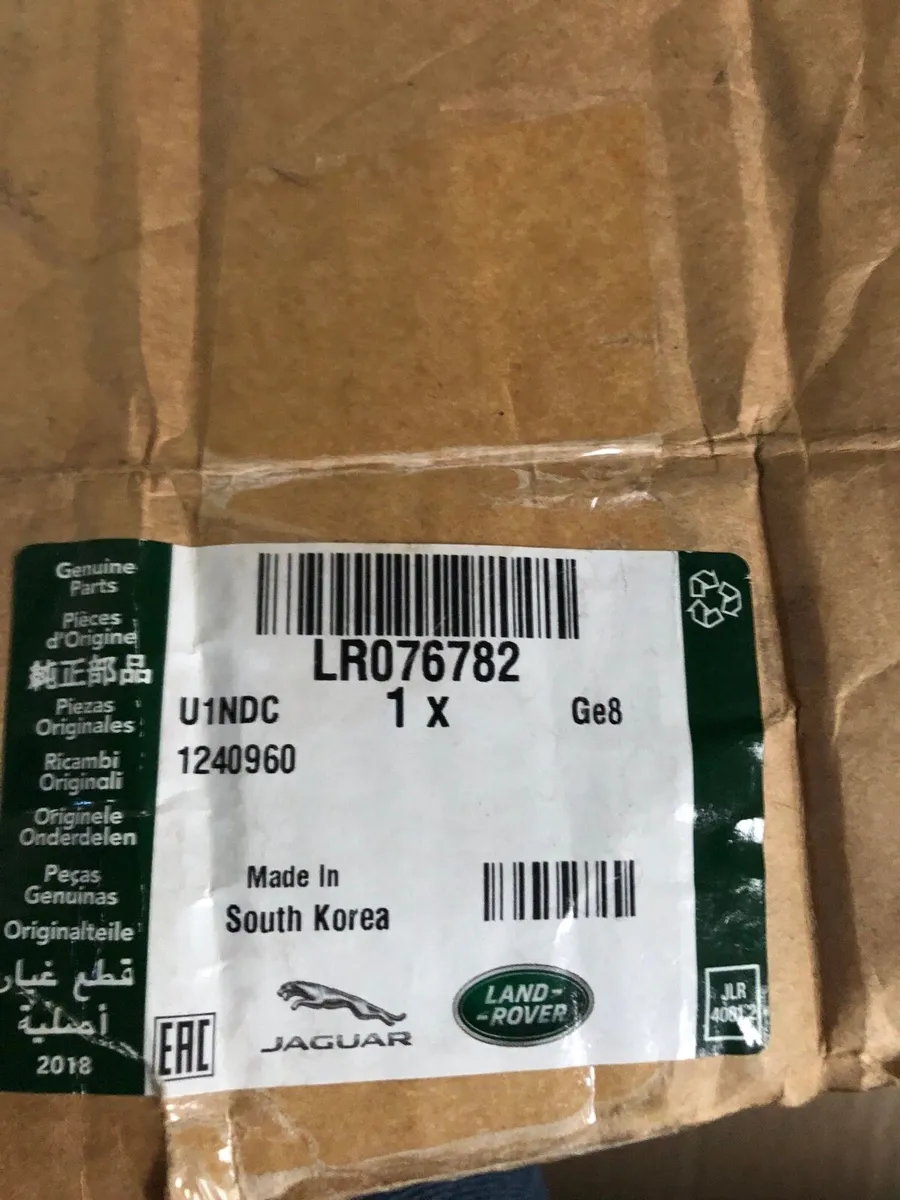 Genuine
Parts
Pièces
d'Origine
純正部品
Piezas
Originales
Ricambi
Originali
Originele
Onderdelen
Peças
Genuinas
Originalteile
قطع غيار
أصلية
2018
LR076782
U1NDC
1 x
Ge8
1240960
Made In
South Korea
EAC
JAGUAR
LAND-
-ROVER
JLR